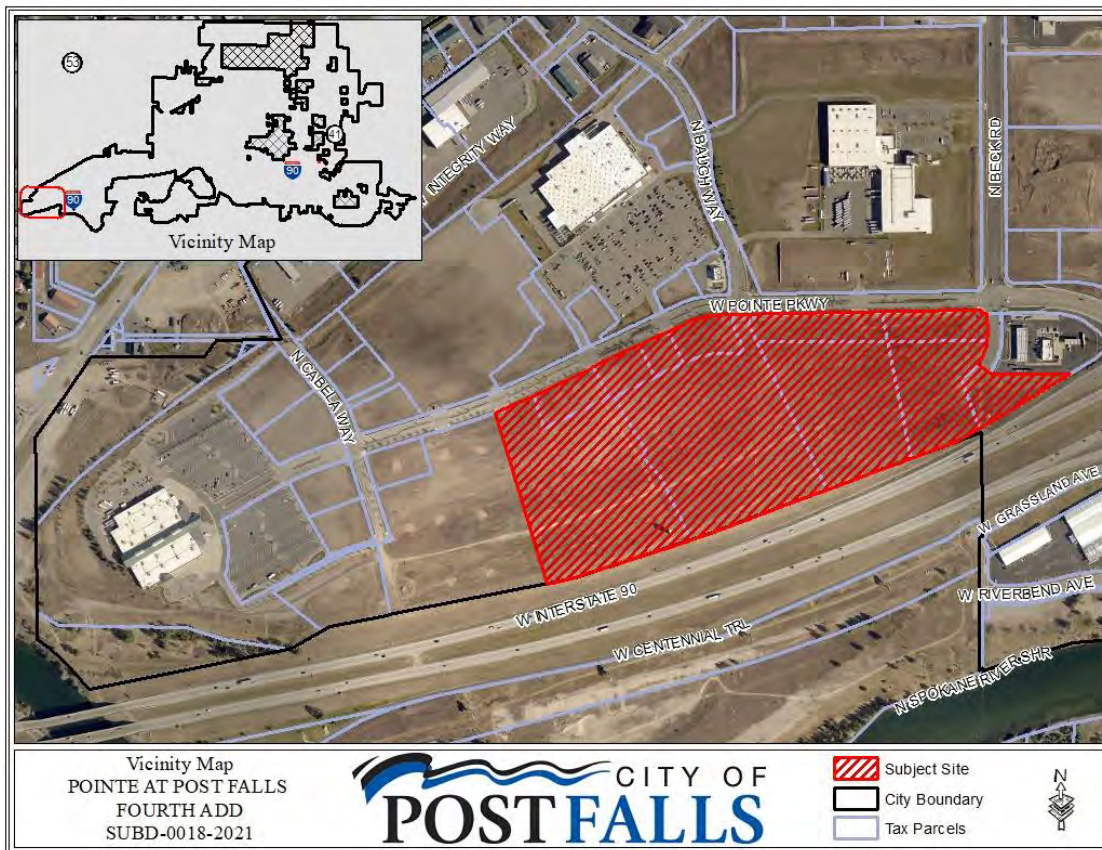 53
41
90
90
Vicinity Map
INTEGRITY WAY
N BAUGH WAY
N BECK RD
W POINTE PKWY
N CABELA WAY
W GRASSLAND AVE
W INTERSTATE 90
W RIVERBEND AVE
W CENTENNIAL TRL
N SPOKANE RIVER SHR
Vicinity Map
POINTE AT POST FALLS
FOURTH ADD
SUBD-0018-2021
CITY OF
POST FALLS
Subject Site
City Boundary
Tax Parcels
N